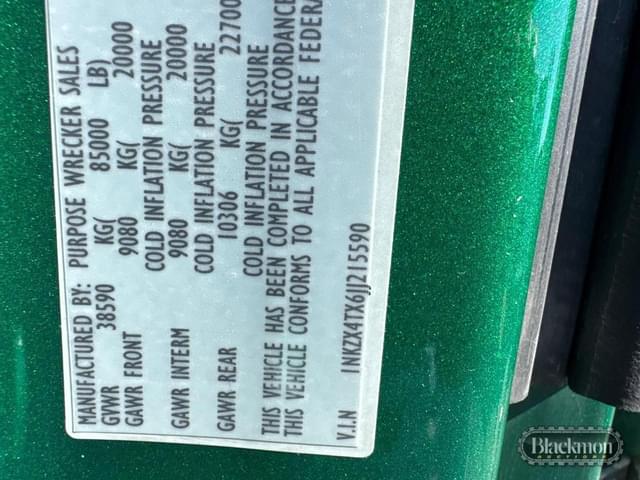 MANUFACTURED BY: PURPOSE WRECKER SALES
GVWR 38590 KG( 85000 LB)
GAWR FRONT 9080 KG( 20000
COLD INFLATION PRESSURE
GAWR INTERM 9080 KG( 20000
COLD INFLATION PRESSURE
GAWR REAR 10306 KG( 22700
COLD INFLATION PRESSURE
THIS VEHICLE HAS BEEN COMPLETED IN ACCORDANCE
THIS VEHICLE CONFORMS TO ALL APPLICABLE FEDERA
V.I.N 1NKZX4TX6JJ215590
Blackmon
AUCTIONS